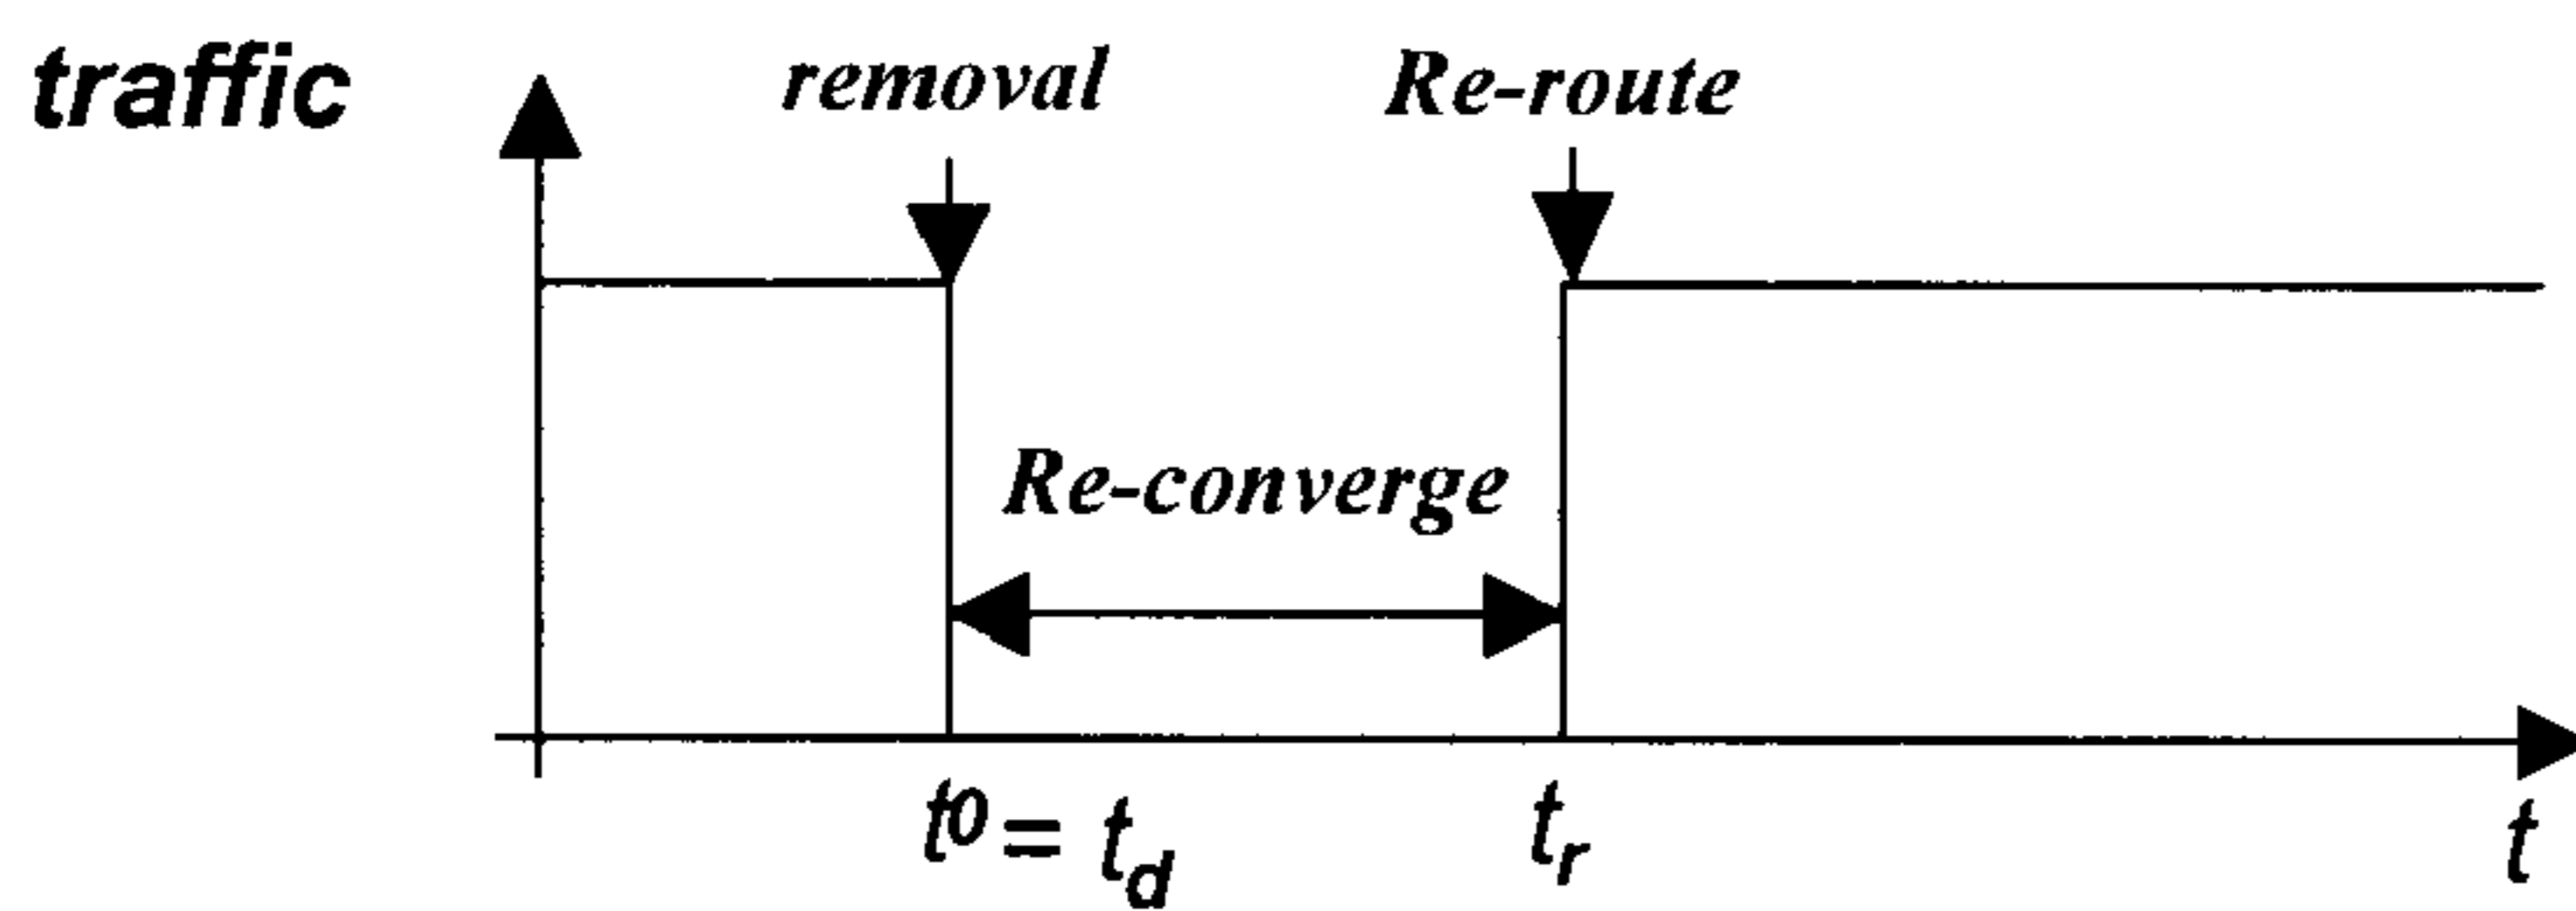 traffic
removal
Re-route
Re-converge
t0 = td
tr
t